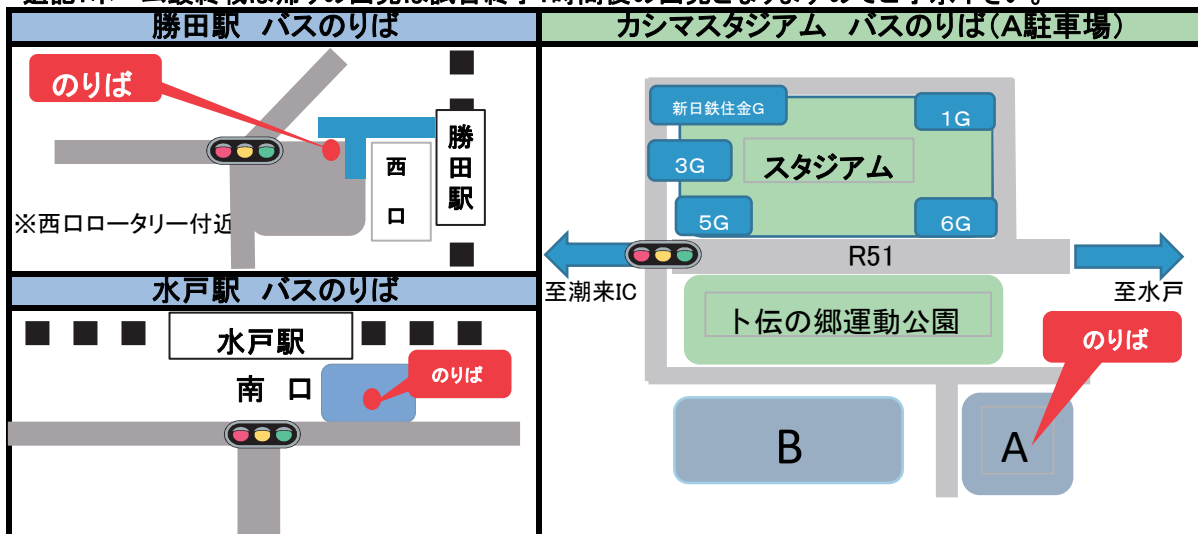 勝田駅 バスのりば
のりば
勝田駅
西口
※西口ロータリー付近
水戸駅 バスのりば
水戸駅
南 口
のりば
カシマスタジアム バスのりば(A駐車場)
新日鉄住金G
1G
3G
スタジアム
5G
6G
R51
至潮来IC
至水戸
卜伝の郷運動公園
のりば
B
A